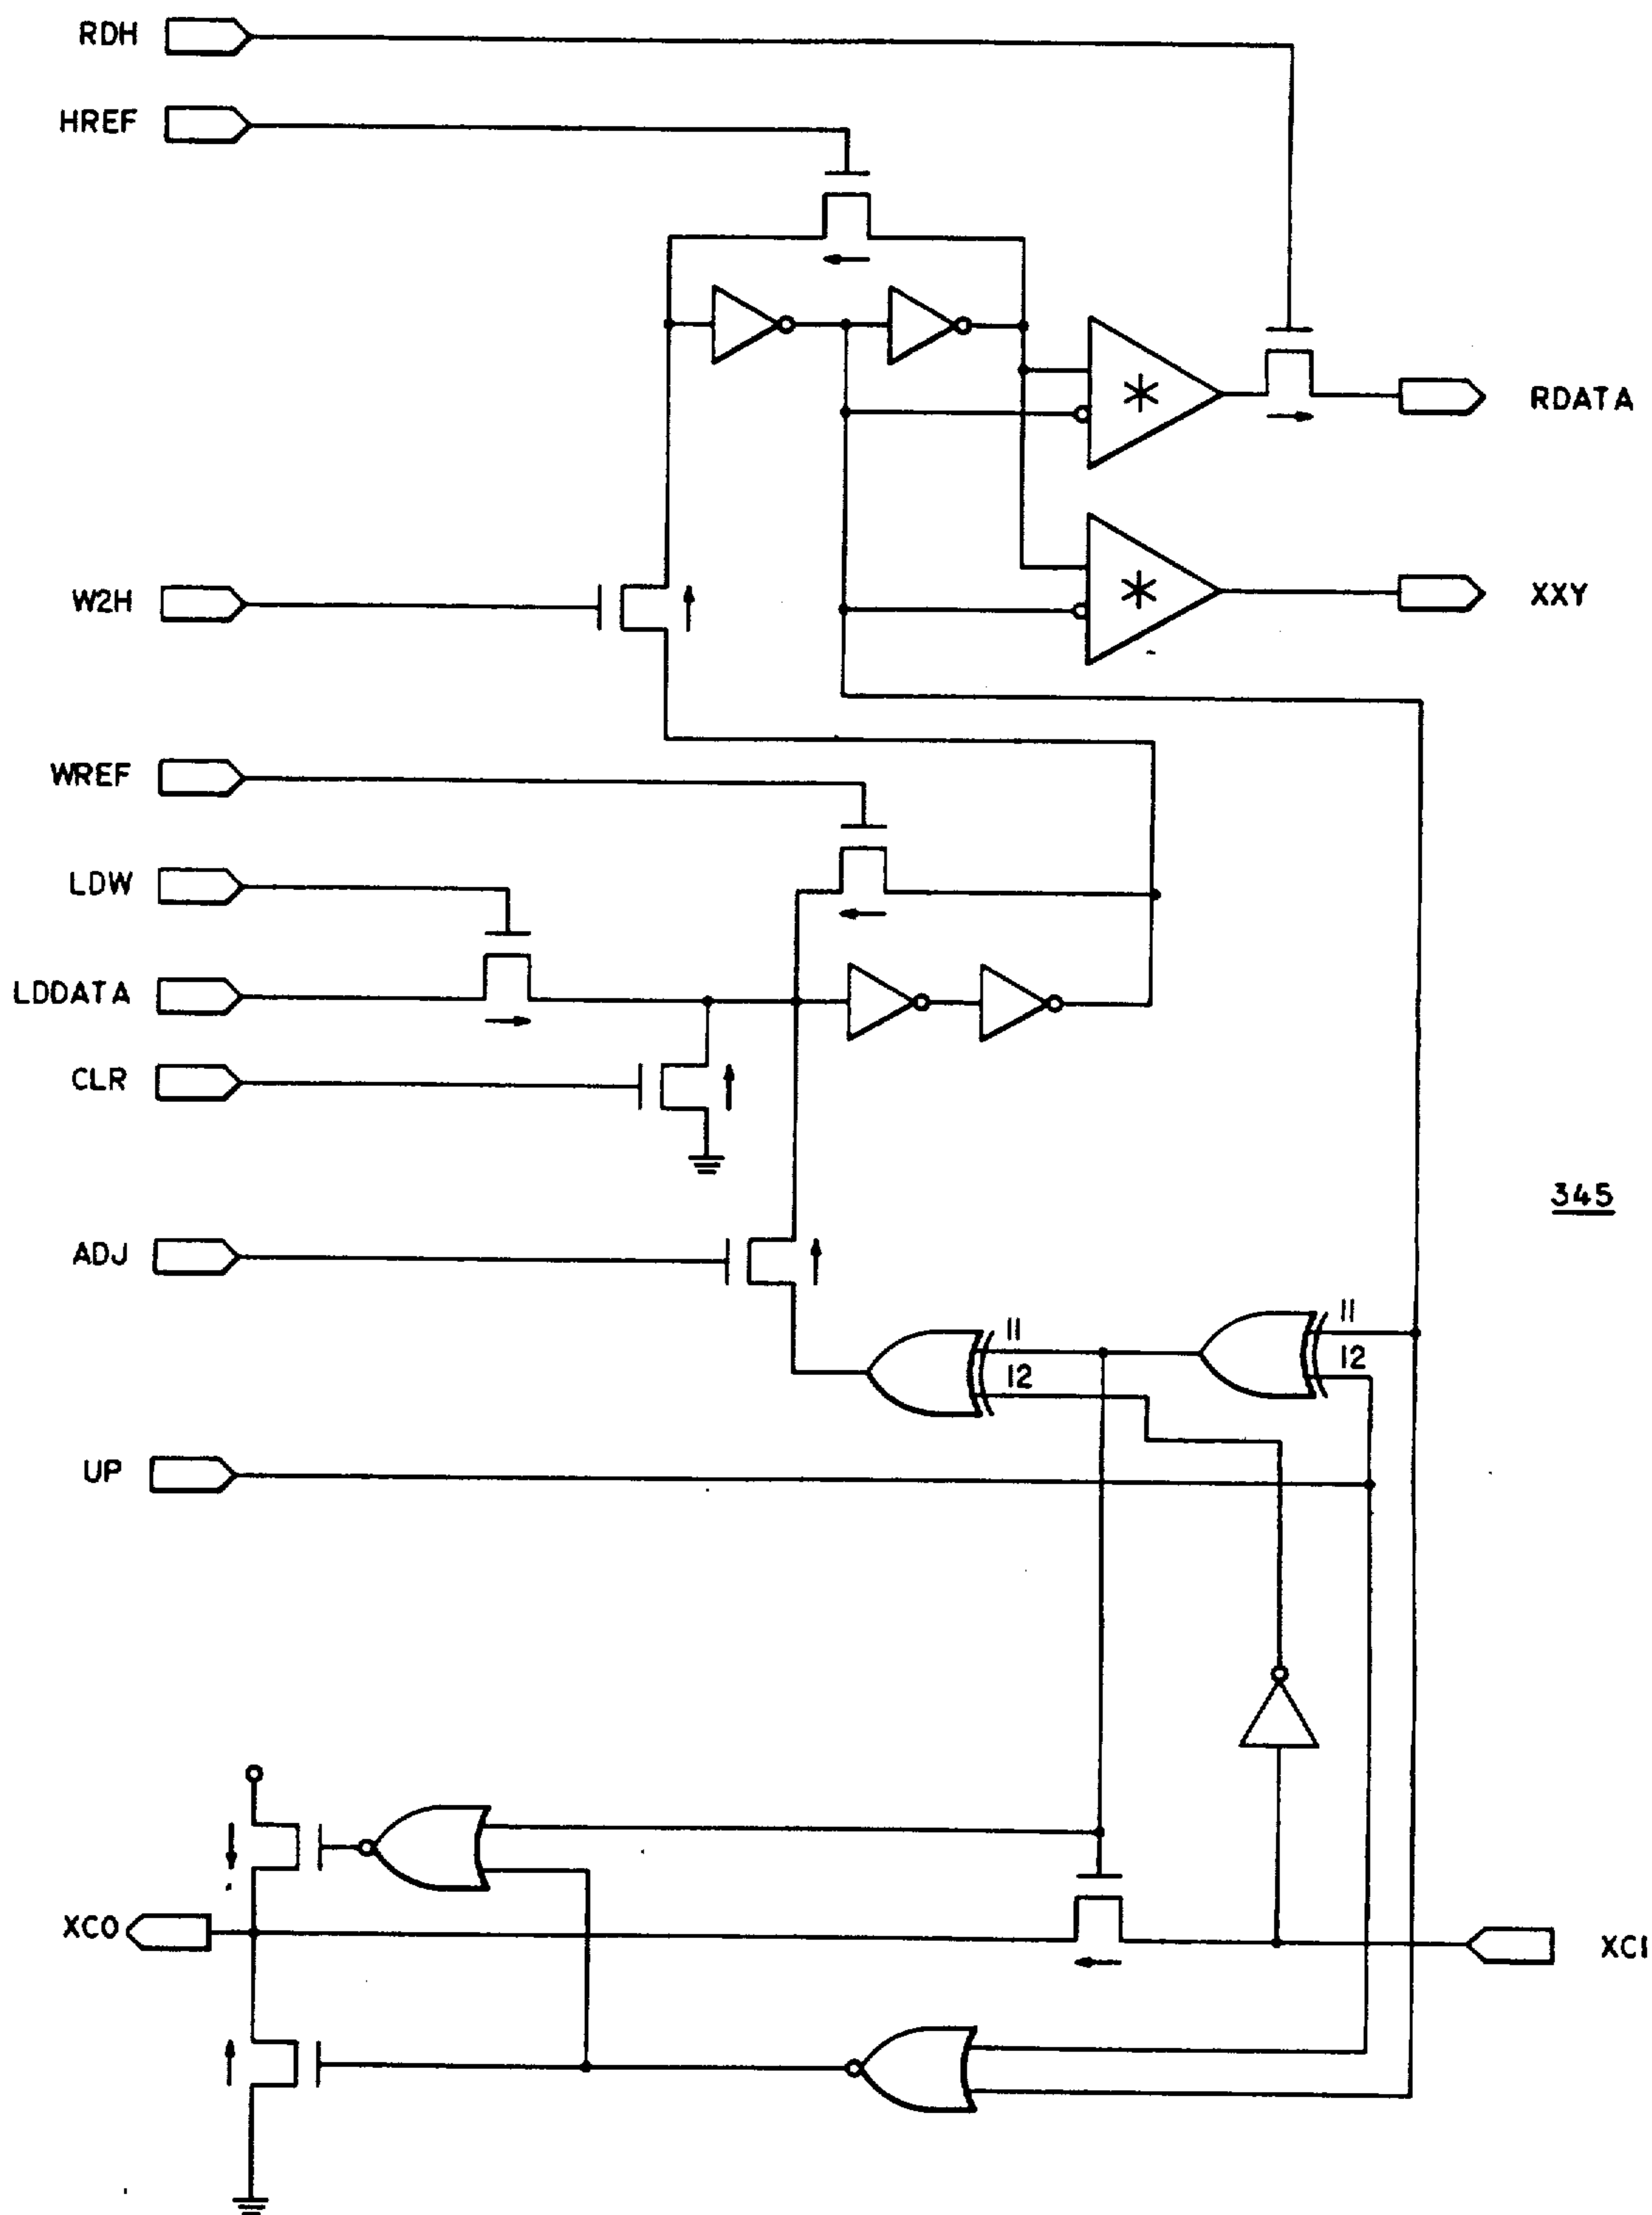 RDH
HREF
RDATA
W2H
XXY
WREF
LDW
LDDATA
CLR
345
ADJ
11
12
11
12
UP
XCO
XCI